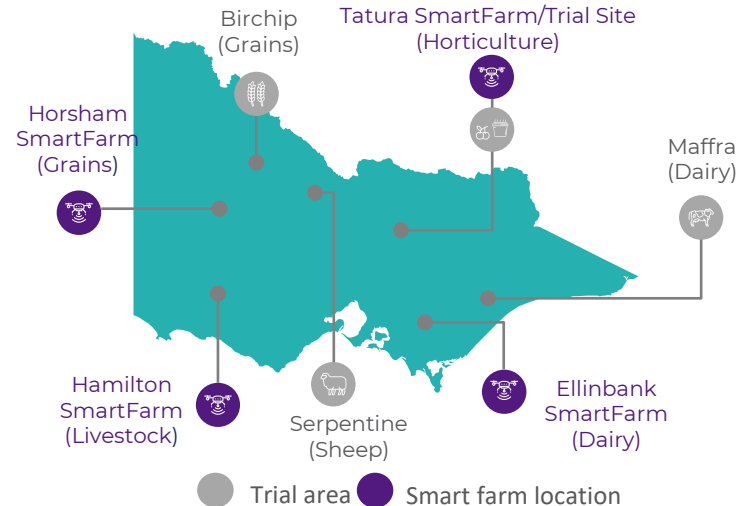 Birchip
(Grains)
Tatura SmartFarm/Trial Site
(Horticulture)
Horsham
SmartFarm
(Grains)
Maffra
(Dairy)
Hamilton
SmartFarm
(Livestock)
Serpentine
(Sheep)
Ellinbank
SmartFarm
(Dairy)
Trial area
Smart farm location